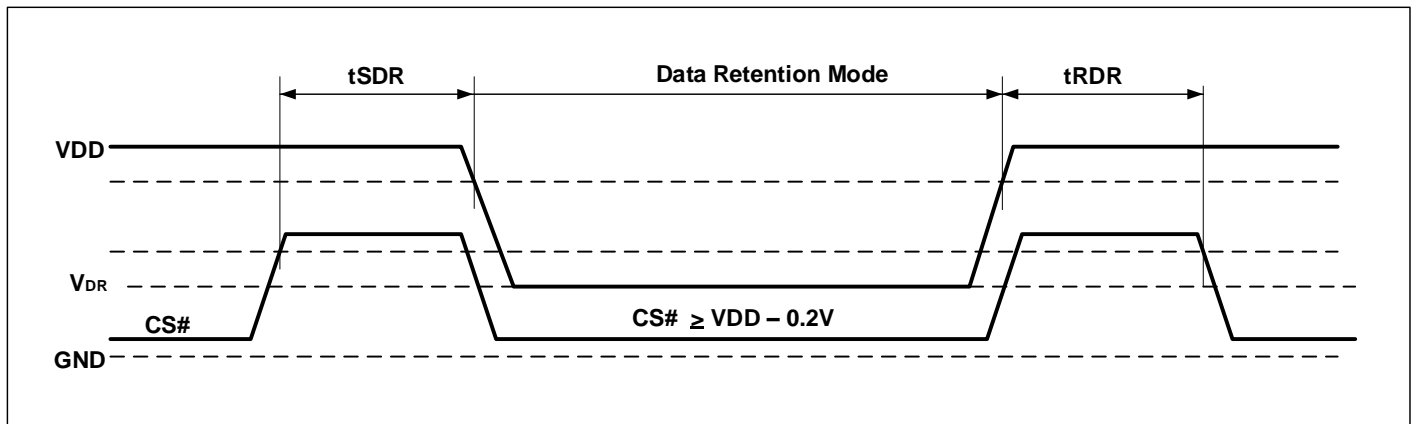 tSDR
Data Retention Mode
tRDR
VDD
VDR
CS#
CS# ≥ VDD – 0.2V
GND